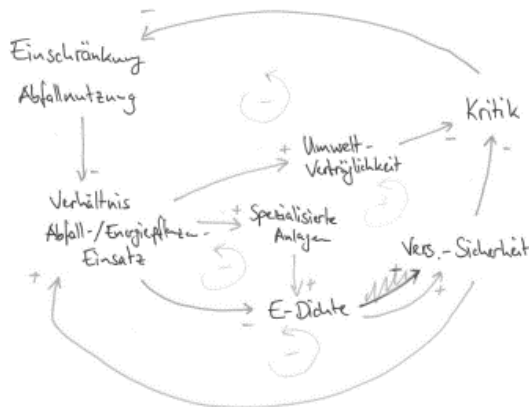 Einschränkung
Abfallnutzung
Kritik
Umwelt-
Verträglichkeit
Verhältnis
Abfall-/Energiepflanzen-
Einsatz
Spezialisierte
Anlagen
Vers.-Sicherheit
E-Dichte